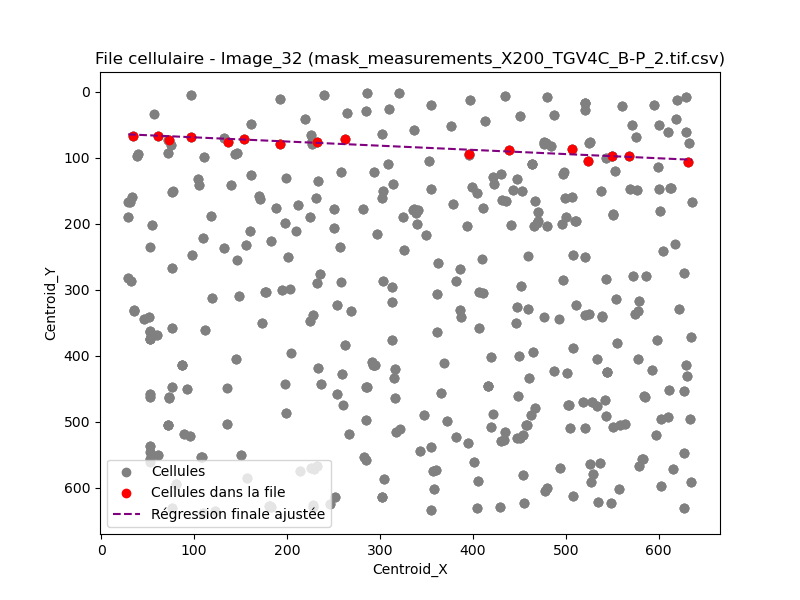 File cellulaire - Image_32 (mask_measurements_X200_TGV4C_B-P_2.tif.csv)
0
100
200
300
400
500
600
Centroid_Y
Cellules
Cellules dans la file
Régression finale ajustée
0 100 200 300 400 500 600
Centroid_X